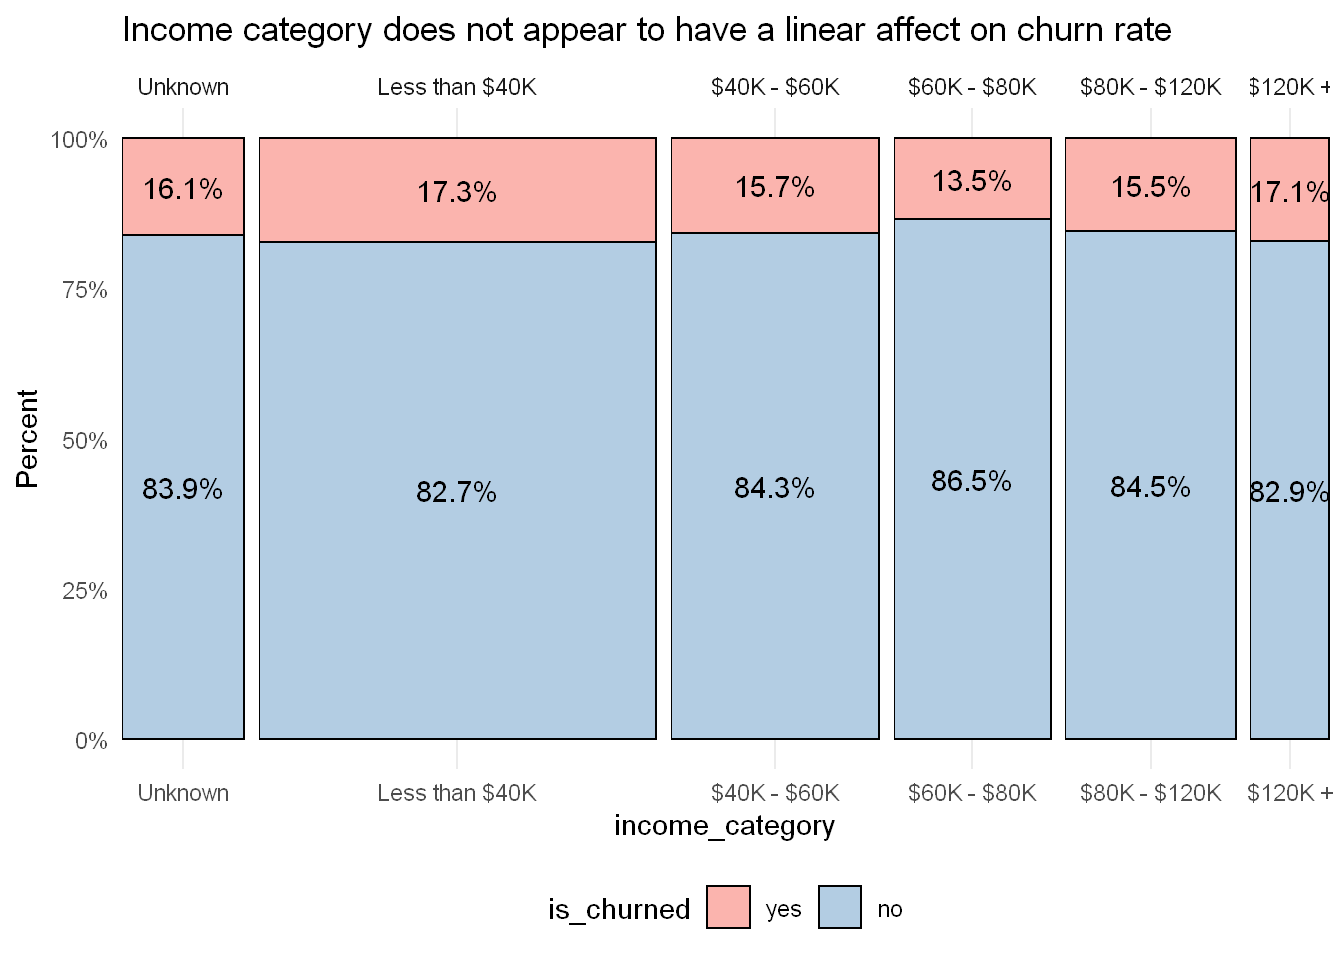 Income category does not appear to have a linear affect on churn rate
Unknown Less than $40K $40K - $60K $60K - $80K $80K - $120K $120K +
100%
16.1% 17.3% 15.7% 13.5% 15.5% 17.1%
75%
50%
Percent
83.9% 82.7% 84.3% 86.5% 84.5% 82.9%
25%
0%
Unknown Less than $40K $40K - $60K $60K - $80K $80K - $120K $120K +
income_category
is_churned yes no